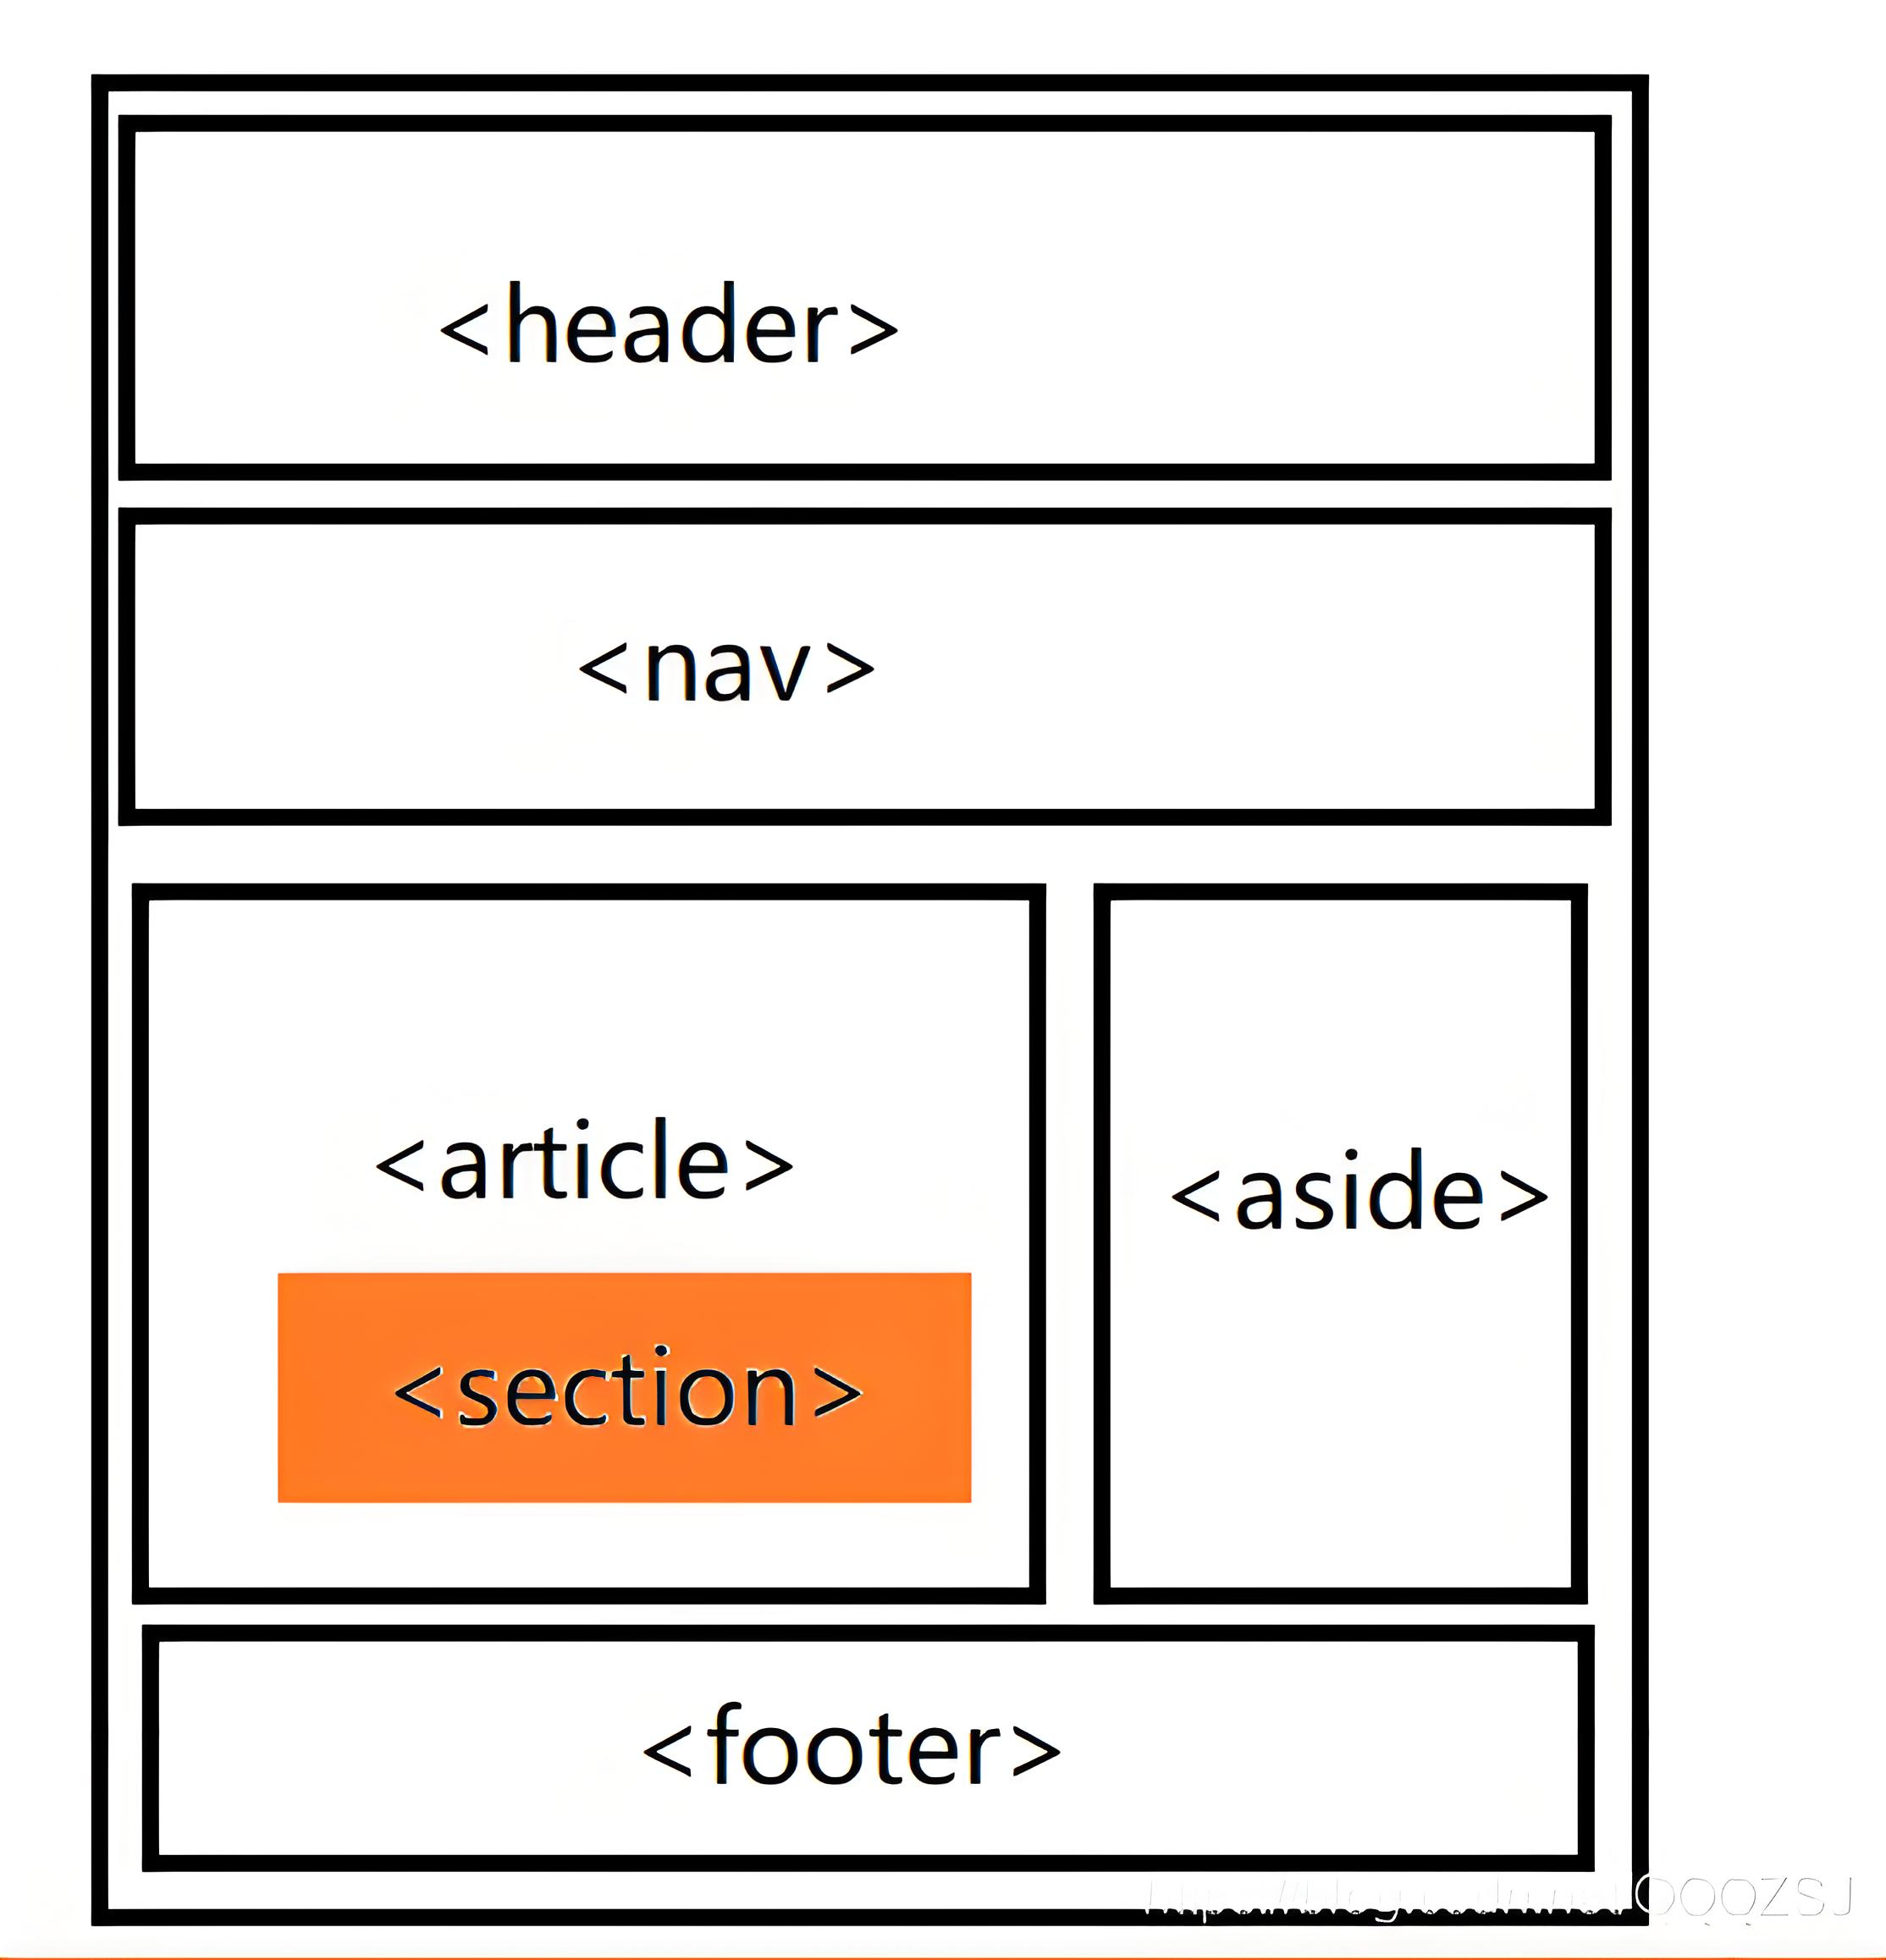 <header>
<nav>
<article>
<aside>
<section>
<footer>